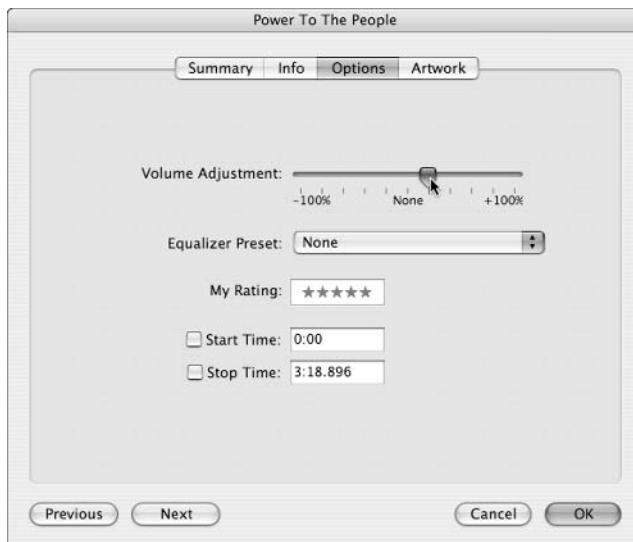 Power To The People
Summary Info Options Artwork
Volume Adjustment:
-100% None +100%
Equalizer Preset: None
My Rating: ★★★★★
Start Time: 0:00
Stop Time: 3:18.896
Previous Next Cancel OK